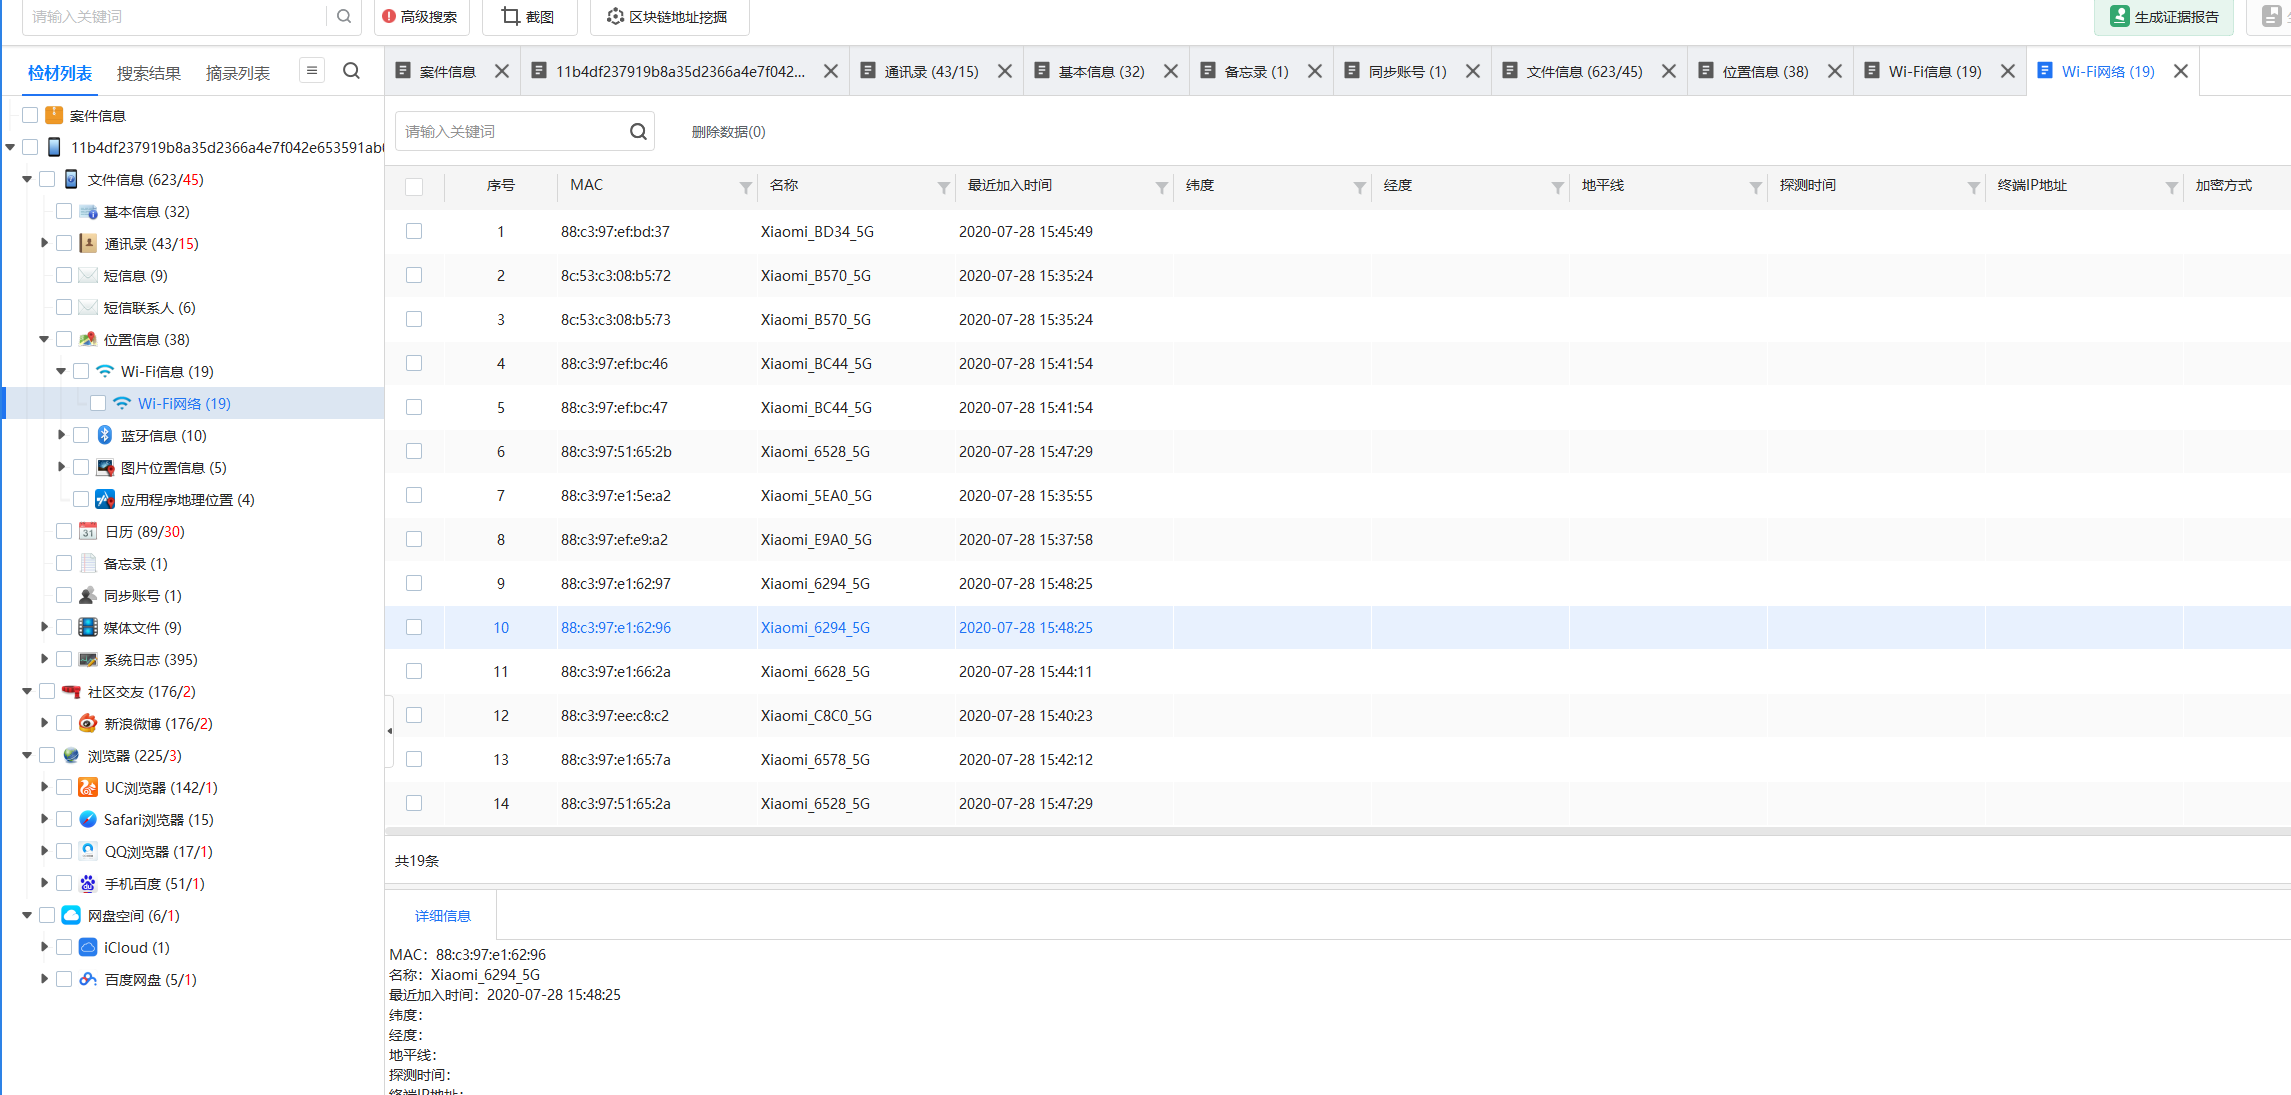 请输入关键词
高级搜索
截图
区块链地址挖掘
生成证据报告
检材列表
搜索结果
摘录列表
案件信息
11b4df237919b8a35d2366a4e7f042...
通讯录 (43/15)
基本信息 (32)
备忘录 (1)
同步账号 (1)
文件信息 (623/45)
位置信息 (38)
Wi-Fi信息 (19)
Wi-Fi网络 (19)
案件信息
11b4df237919b8a35d2366a4e7f042e653591ab
文件信息 (623/45)
基本信息 (32)
通讯录 (43/15)
短信息 (9)
短信联系人 (6)
位置信息 (38)
Wi-Fi信息 (19)
Wi-Fi网络 (19)
蓝牙信息 (10)
图片位置信息 (5)
应用程序地理位置 (4)
日历 (89/30)
备忘录 (1)
同步账号 (1)
媒体文件 (9)
系统日志 (395)
社区交友 (176/2)
新浪微博 (176/2)
浏览器 (225/3)
UC浏览器 (142/1)
Safari浏览器 (15)
QQ浏览器 (17/1)
手机百度 (51/1)
网盘空间 (6/1)
iCloud (1)
百度网盘 (5/1)
请输入关键词 删除数据(0)
序号 MAC 名称 最近加入时间 纬度 经度 地平线 探测时间 终端IP地址 加密方式
1 88:c3:97:ef:bd:37 Xiaomi_BD34_5G 2020-07-28 15:45:49
2 8c:53:c3:08:b5:72 Xiaomi_B570_5G 2020-07-28 15:35:24
3 8c:53:c3:08:b5:73 Xiaomi_B570_5G 2020-07-28 15:35:24
4 88:c3:97:ef:bc:46 Xiaomi_BC44_5G 2020-07-28 15:41:54
5 88:c3:97:ef:bc:47 Xiaomi_BC44_5G 2020-07-28 15:41:54
6 88:c3:97:51:65:2b Xiaomi_6528_5G 2020-07-28 15:47:29
7 88:c3:97:e1:5e:a2 Xiaomi_5EA0_5G 2020-07-28 15:35:55
8 88:c3:97:ef:e9:a2 Xiaomi_E9A0_5G 2020-07-28 15:37:58
9 88:c3:97:e1:62:97 Xiaomi_6294_5G 2020-07-28 15:48:25
10 88:c3:97:e1:62:96 Xiaomi_6294_5G 2020-07-28 15:48:25
11 88:c3:97:e1:66:2a Xiaomi_6628_5G 2020-07-28 15:44:11
12 88:c3:97:ee:c8:c2 Xiaomi_C8C0_5G 2020-07-28 15:40:23
13 88:c3:97:e1:65:7a Xiaomi_6578_5G 2020-07-28 15:42:12
14 88:c3:97:51:65:2a Xiaomi_6528_5G 2020-07-28 15:47:29
共19条
详细信息
MAC：88:c3:97:e1:62:96
名称：Xiaomi_6294_5G
最近加入时间：2020-07-28 15:48:25
纬度：
经度：
地平线：
探测时间：
终端IP地址：